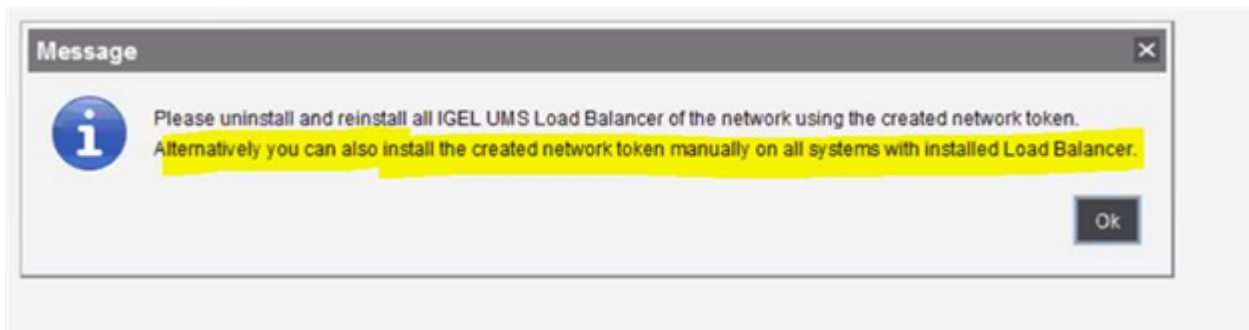 Message
Please uninstall and reinstall all IGEL UMS Load Balancer of the network using the created network token.
Alternatively you can also install the created network token manually on all systems with installed Load Balancer.
Ok